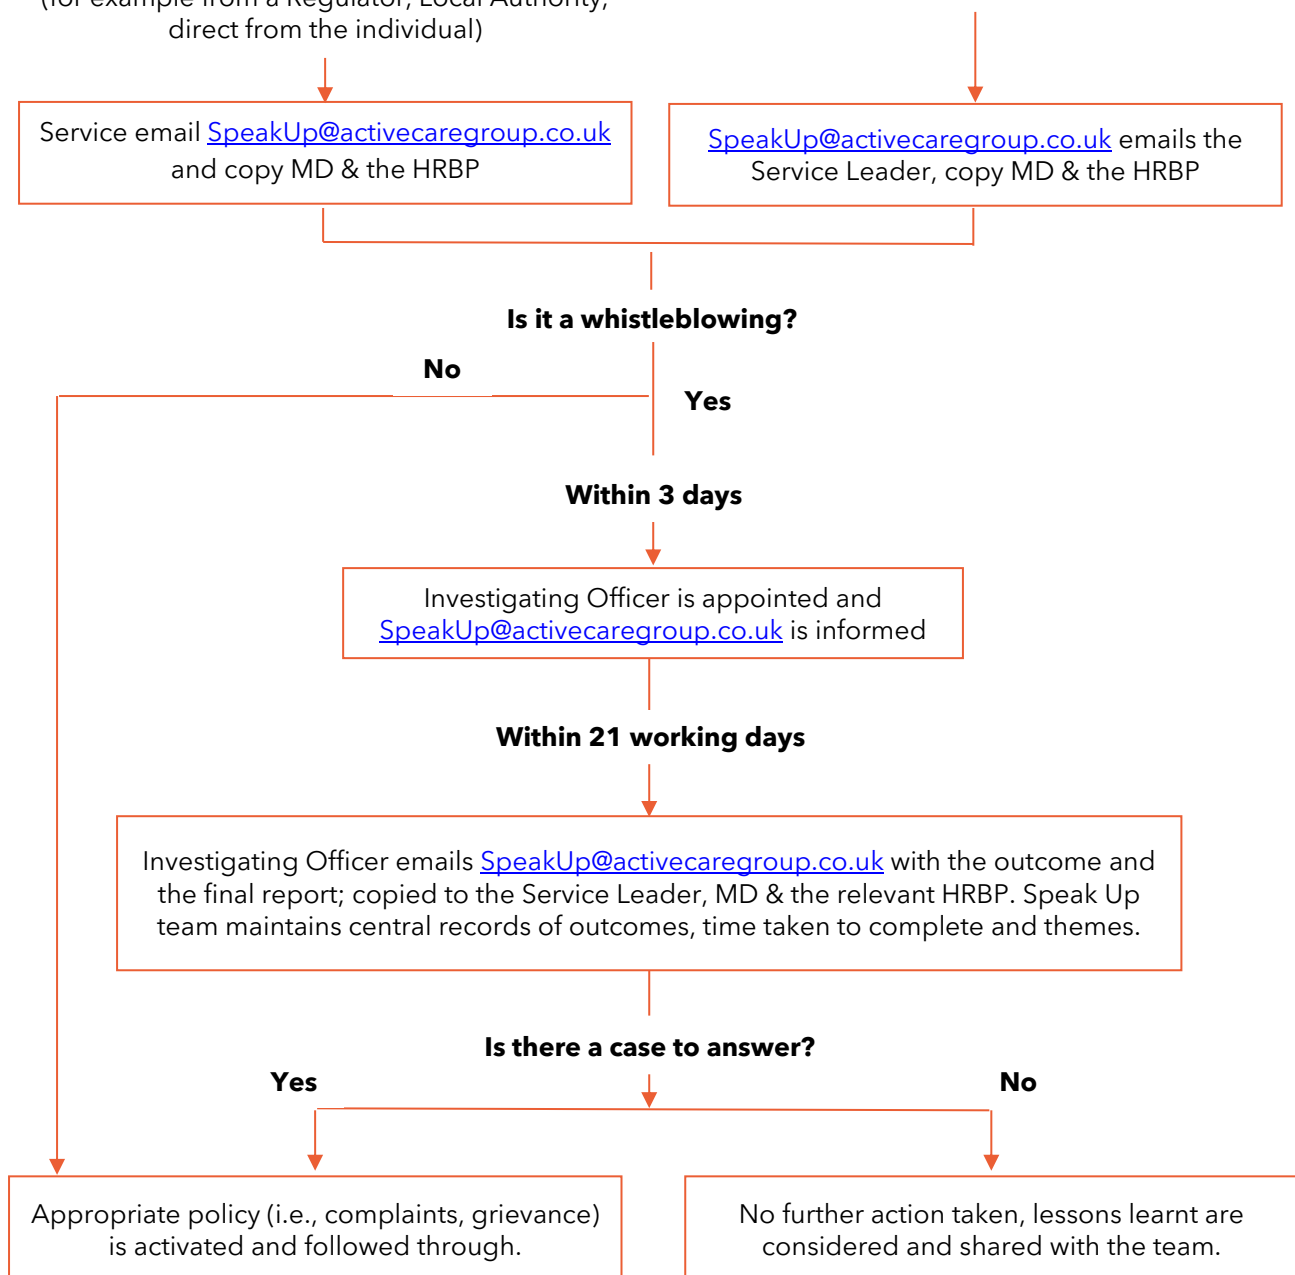 (for example from a Regulator, Local Authority,
direct from the individual)
Service email SpeakUp@activecaregroup.co.uk
and copy MD & the HRBP
SpeakUp@activecaregroup.co.uk emails the
Service Leader, copy MD & the HRBP
Is it a whistleblowing?
No
Yes
Within 3 days
Investigating Officer is appointed and
SpeakUp@activecaregroup.co.uk is informed
Within 21 working days
Investigating Officer emails SpeakUp@activecaregroup.co.uk with the outcome and
the final report; copied to the Service Leader, MD & the relevant HRBP. Speak Up
team maintains central records of outcomes, time taken to complete and themes.
Is there a case to answer?
Yes
No
Appropriate policy (i.e., complaints, grievance)
is activated and followed through.
No further action taken, lessons learnt are
considered and shared with the team.